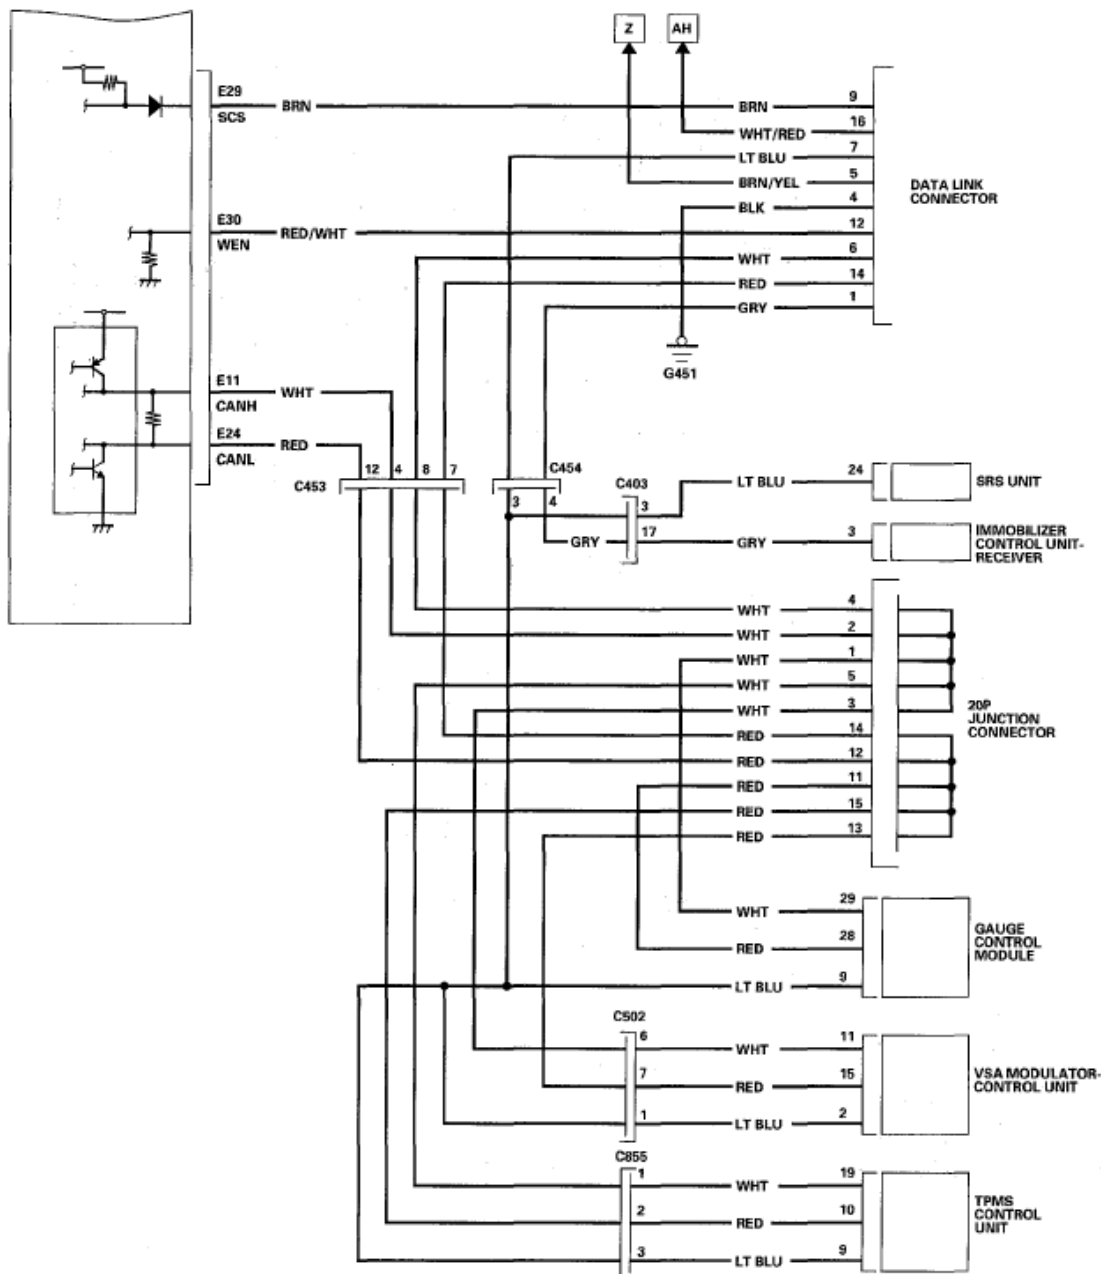 Z AH
E29 BRN BRN 9
SCS
WHT/RED 16
LT BLU 7
BRN/YEL 5
DATA LINK
CONNECTOR
BLK 4
E30 RED/WHT 12
WEN
WHT 6
RED 14
GRY 1
G451
E11 WHT
CANH
E24 RED
CANL
12 4 8 7 C454
C453
3 4
C403
3 LT BLU 24 SRS UNIT
GRY 17 GRY 3
IMMOBILIZER
CONTROL UNIT-
RECEIVER
WHT 4
WHT 2
WHT 1
WHT 5
WHT 3
20P
JUNCTION
CONNECTOR
RED 14
RED 12
RED 11
RED 15
RED 13
WHT 29
RED 28
GAUGE
CONTROL
MODULE
LT BLU 9
C502
6 WHT 11
7 RED 15
VSA MODULATOR-
CONTROL UNIT
1 LT BLU 2
C855
1 WHT 19
2 RED 10
TPMS
CONTROL
UNIT
3 LT BLU 9